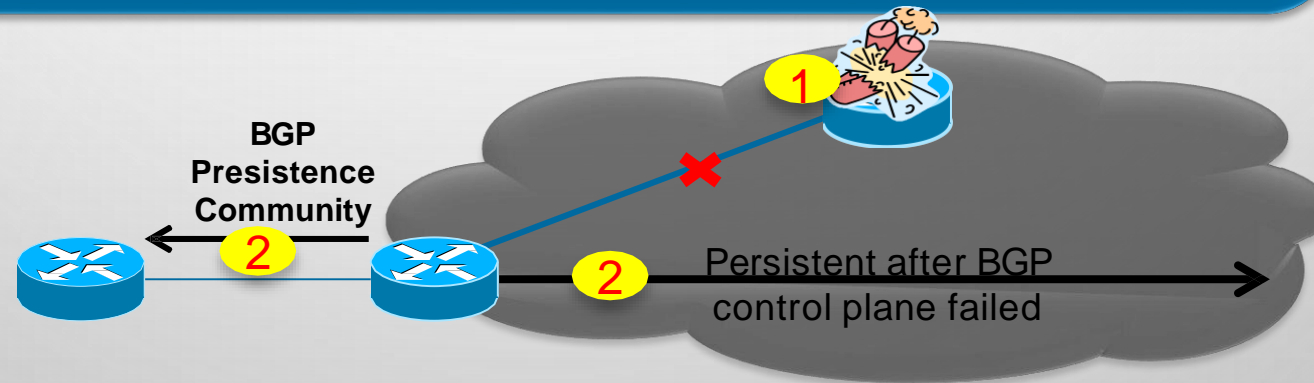 1
BGP
Presistence
Community
2
2
Persistent after BGP
control plane failed